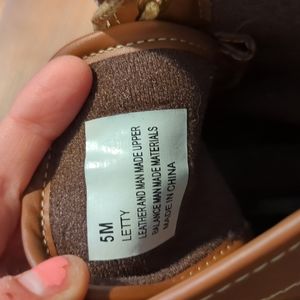 5M
LETTY
LEATHER AND MAN MADE UPPER
BALANCE MAN MADE MATERIALS
MADE IN CHINA